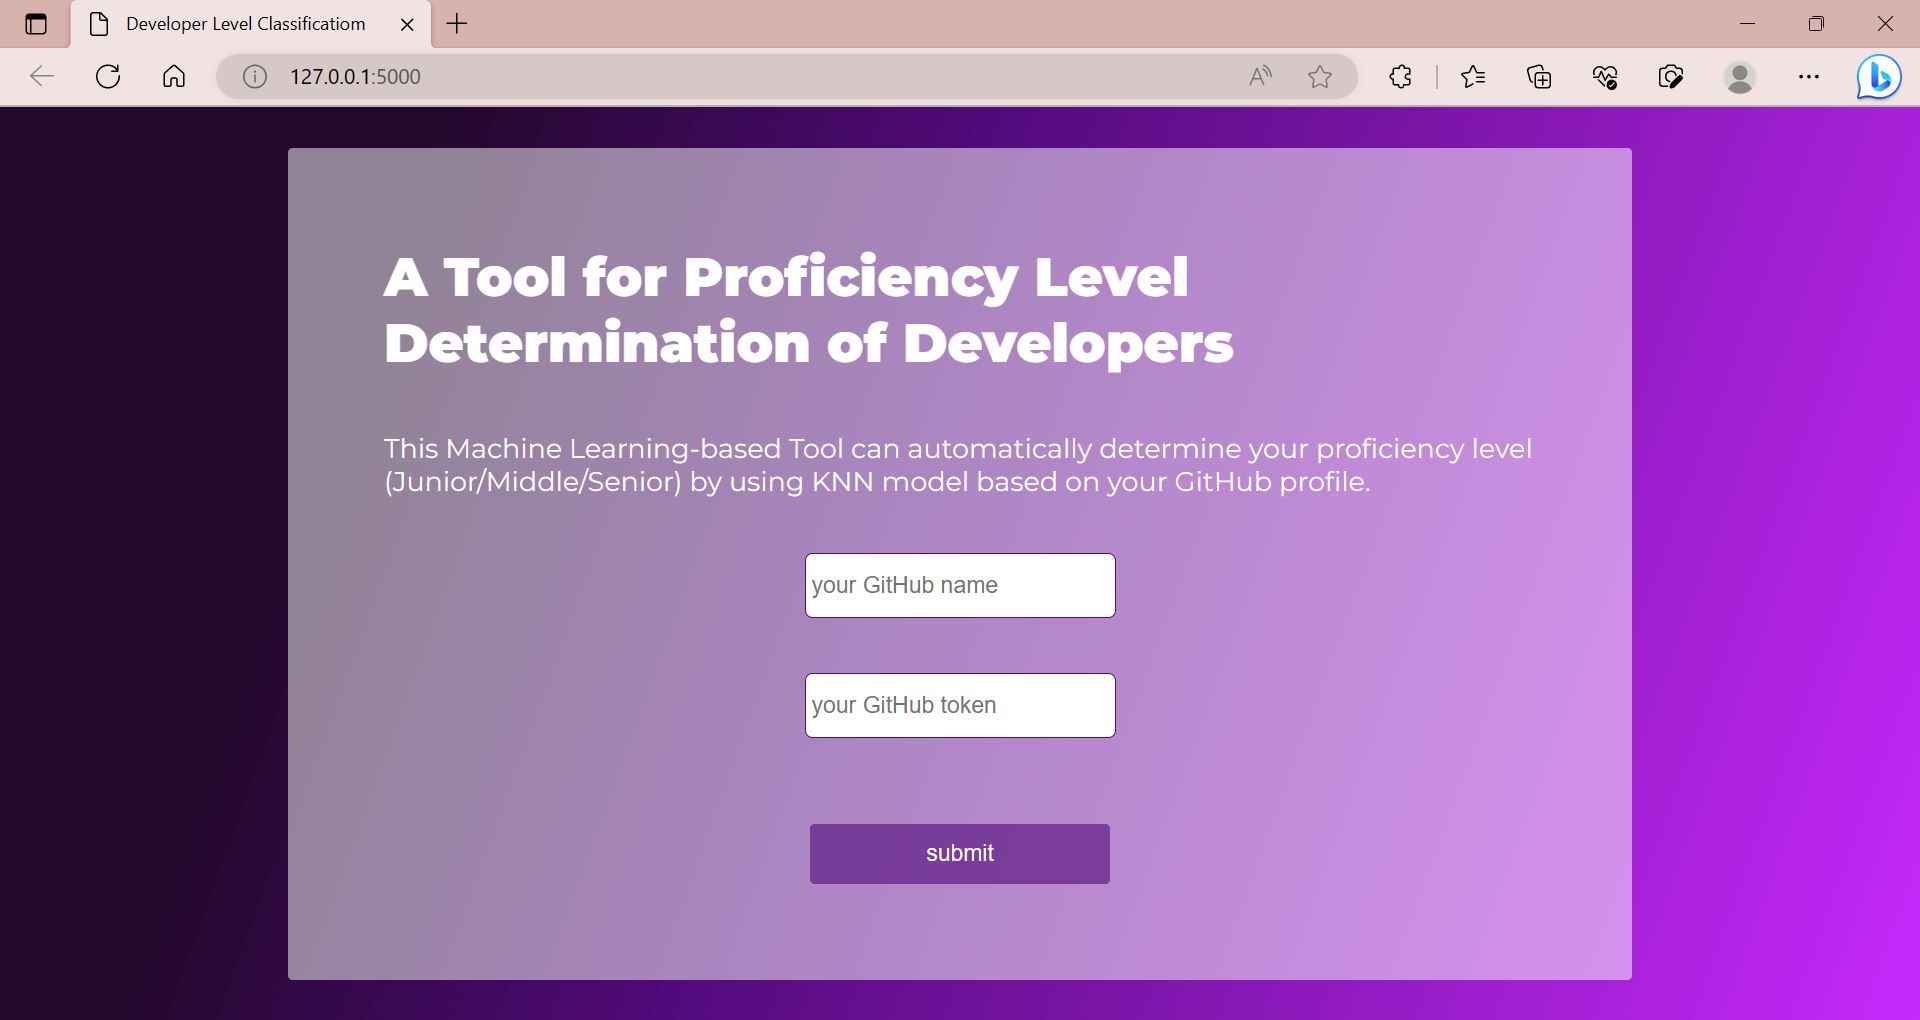 Developer Level Classificatiom
127.0.0.1:5000
A Tool for Proficiency Level
Determination of Developers
This Machine Learning-based Tool can automatically determine your proficiency level
(Junior/Middle/Senior) by using KNN model based on your GitHub profile.
your GitHub name
your GitHub token
submit